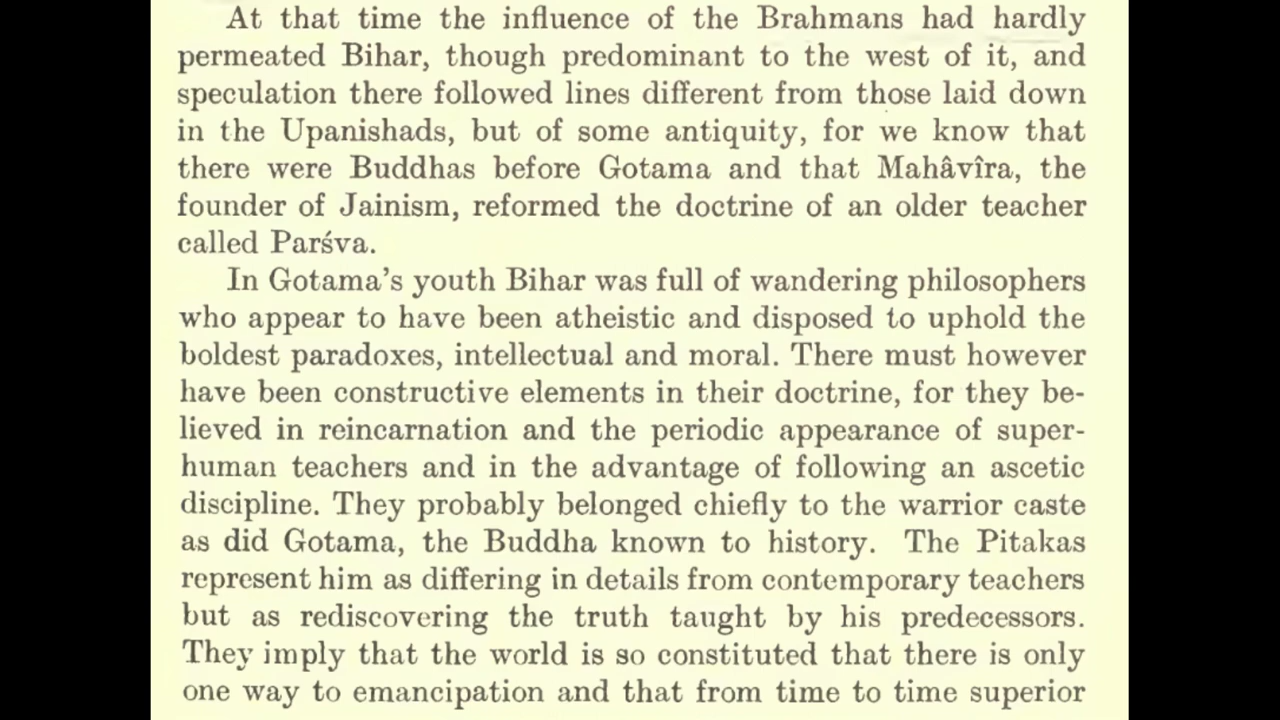 At that time the influence of the Brahmans had hardly
permeated Bihar, though predominant to the west of it, and
speculation there followed lines different from those laid down
in the Upanishads, but of some antiquity, for we know that
there were Buddhas before Gotama and that Mahâvîra, the
founder of Jainism, reformed the doctrine of an older teacher
called Parśva.
In Gotama's youth Bihar was full of wandering philosophers
who appear to have been atheistic and disposed to uphold the
boldest paradoxes, intellectual and moral. There must however
have been constructive elements in their doctrine, for they be-
lieved in reincarnation and the periodic appearance of super-
human teachers and in the advantage of following an ascetic
discipline. They probably belonged chiefly to the warrior caste
as did Gotama, the Buddha known to history. The Pitakas
represent him as differing in details from contemporary teachers
but as rediscovering the truth taught by his predecessors.
They imply that the world is so constituted that there is only
one way to emancipation and that from time to time superior